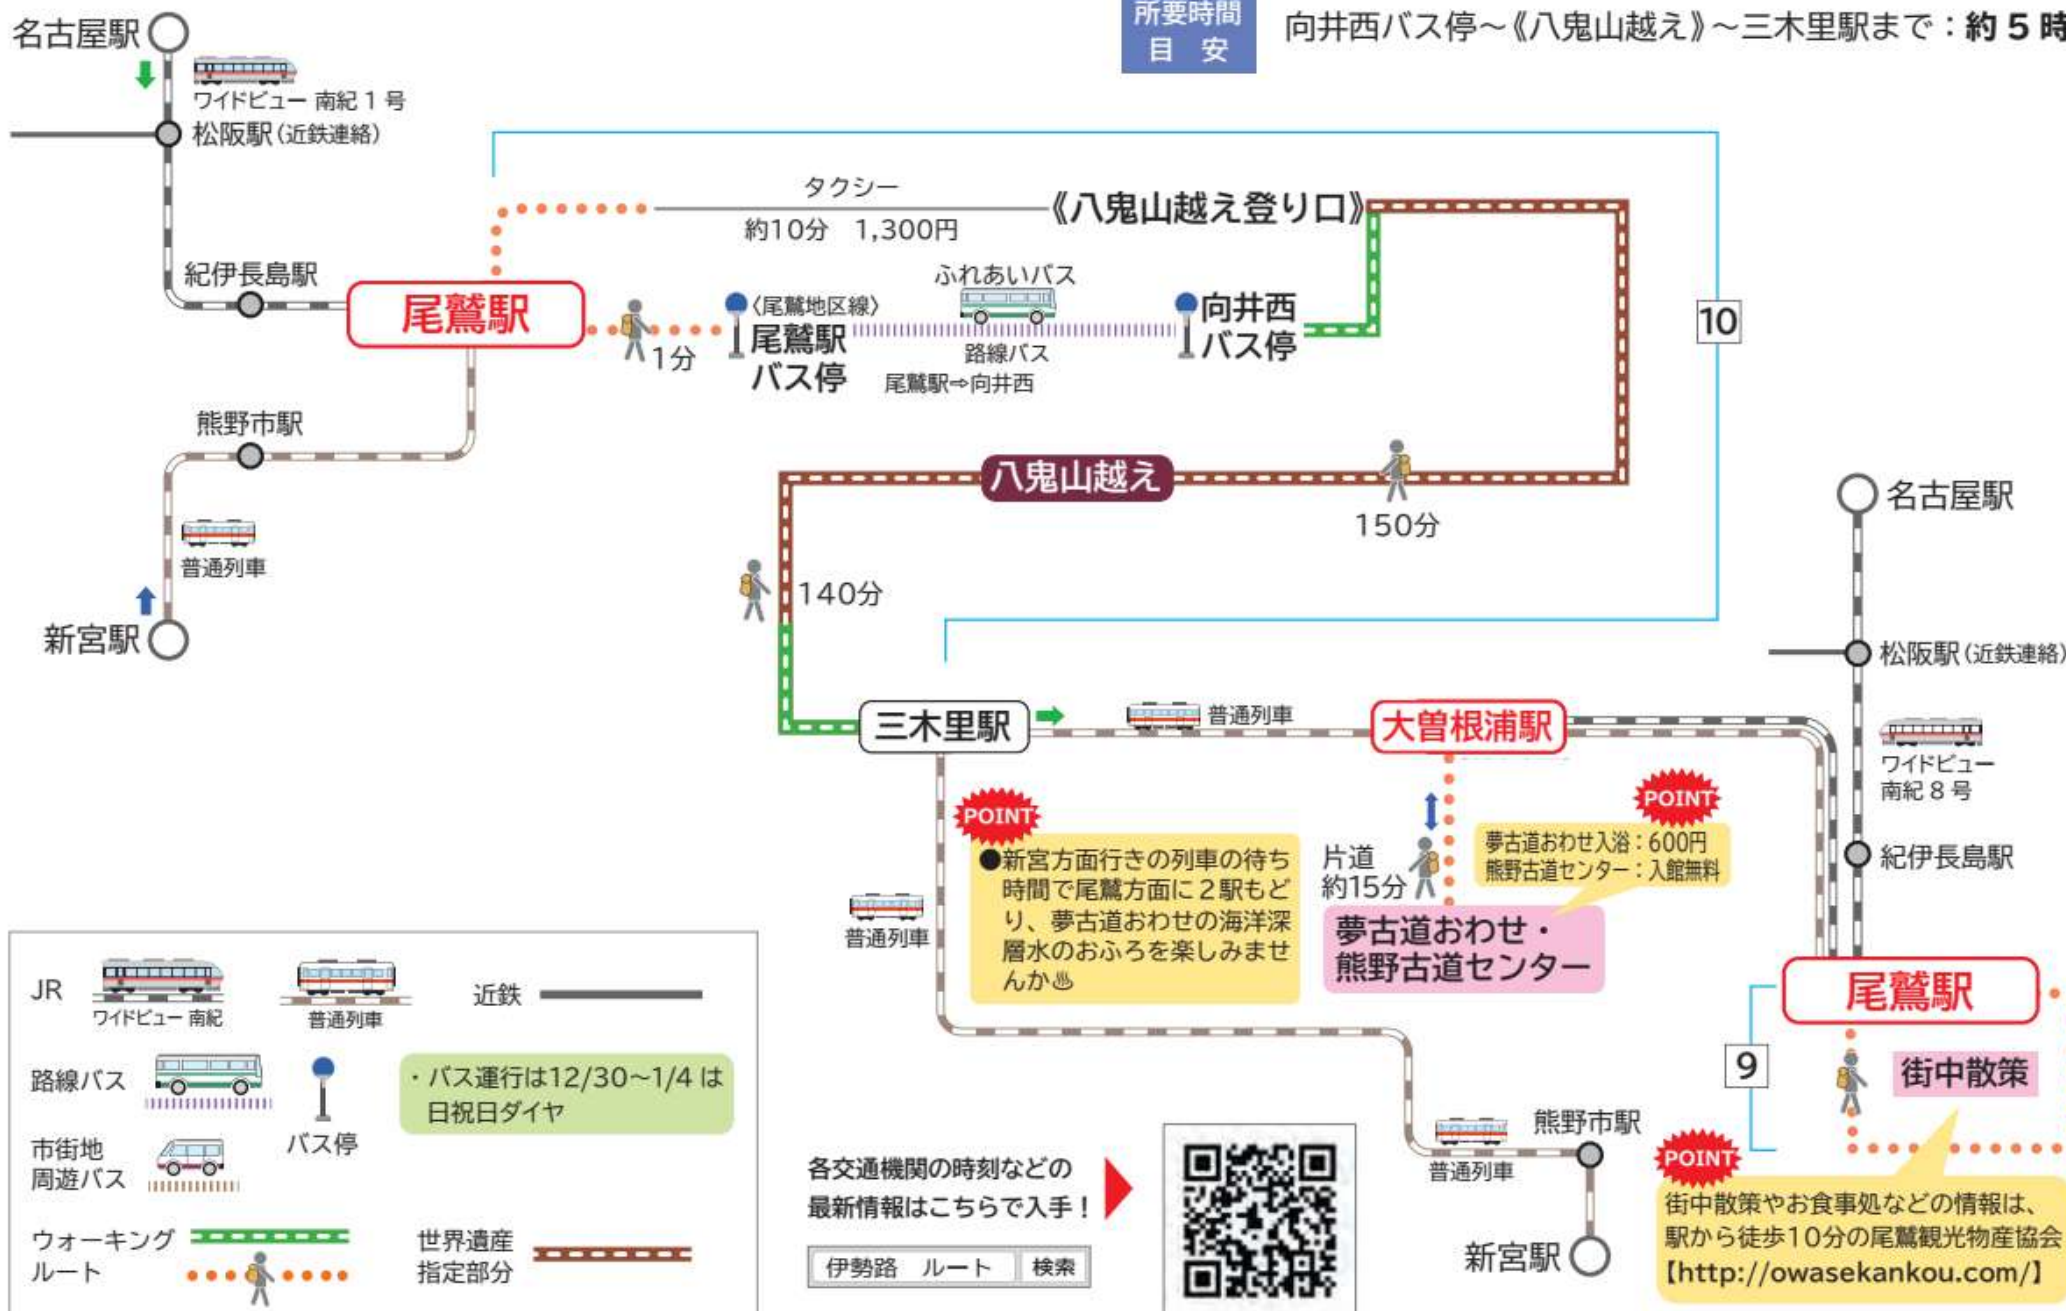 所要時間
目 安
向井西バス停～《八鬼山越え》～三木里駅まで：約5時
名古屋駅
ワイドビュー 南紀1号
松阪駅(近鉄連絡)
紀伊長島駅
尾鷲駅
熊野市駅
普通列車
新宮駅
タクシー
約10分 1,300円
《八鬼山越え登り口》
1分
〈尾鷲地区線〉
尾鷲駅
バス停
ふれあいバス
路線バス
尾鷲駅⇨向井西
向井西
バス停
10
八鬼山越え
150分
140分
三木里駅
普通列車
大曽根浦駅
名古屋駅
松阪駅(近鉄連絡)
ワイドビュー
南紀8号
紀伊長島駅
尾鷲駅
普通列車
POINT
●新宮方面行きの列車の待ち
時間で尾鷲方面に2駅もど
り、夢古道おわせの海洋深
層水のおふろを楽しみませ
んか♨
片道
約15分
POINT
夢古道おわせ入浴：600円
熊野古道センター：入館無料
夢古道おわせ・
熊野古道センター
9
街中散策
POINT
街中散策やお食事処などの情報は、
駅から徒歩10分の尾鷲観光物産協会
【http://owasekankou.com/】
熊野市駅
普通列車
新宮駅
JR
ワイドビュー 南紀
普通列車
近鉄
路線バス
バス停
・バス運行は12/30～1/4は
日祝日ダイヤ
市街地
周遊バス
ウォーキング
ルート
世界遺産
指定部分
各交通機関の時刻などの
最新情報はこちらで入手！
伊勢路 ルート 検索